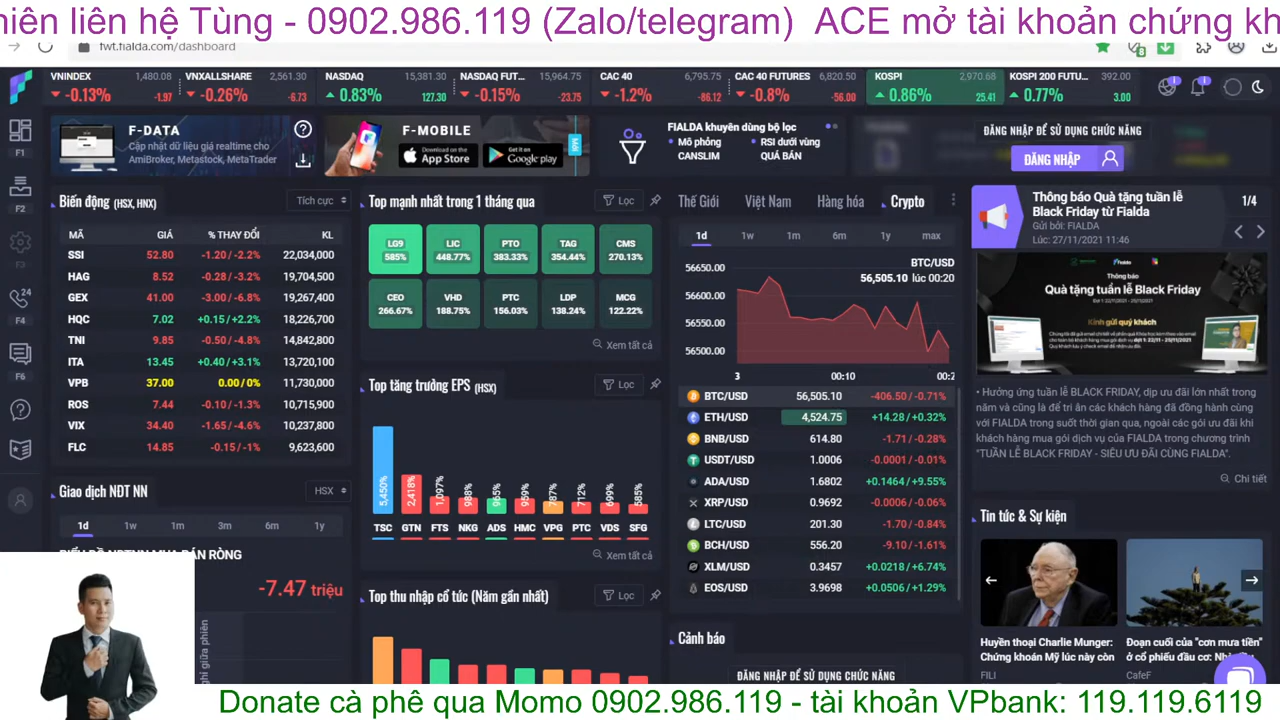 hiên liên hệ Tùng - 0902.986.119 (Zalo/telegram)  ACE mở tài khoản chứng kh
fwt.fialda.com/dashboard
VNINDEX 1,480.08
-0.13% -1.97
VNXALLSHARE 2,561.30
-0.26% -6.73
NASDAQ 15,381.30
0.83% 127.30
NASDAQ FUT... 15,964.75
-0.15% -23.75
CAC 40 6,795.75
-1.2% -86.12
CAC 40 FUTURES 6,820.50
-0.8% -56.00
KOSPI 2,970.68
0.86% 25.41
KOSPI 200 FUTU... 392.00
0.77% 3.00
F1
F2
F3
F4
F6
24
F-DATA
Cập nhật dữ liệu giá realtime cho
AmiBroker, Metastock, MetaTrader
F-MOBILE
Download on the
App Store
Get it on
Google play
Mới
FIALDA khuyên dùng bộ lọc
Mô phỏng
CANSLIM
RSI dưới vùng
QUÁ BÁN
ĐĂNG NHẬP ĐỂ SỬ DỤNG CHỨC NĂNG
ĐĂNG NHẬP
Biến động (HSX, HNX)
Tích cực
MÃ GIÁ % THAY ĐỔI KL
SSI 52.80 -1.20 / -2.2% 22,034,000
HAG 8.52 -0.28 / -3.2% 19,704,500
GEX 41.00 -3.00 / -6.8% 19,267,400
HQC 7.02 +0.15 / +2.2% 18,226,700
TNI 9.85 -0.50 / -4.8% 14,842,800
ITA 13.45 +0.40 / +3.1% 13,720,100
VPB 37.00 0.00 / 0% 11,730,000
ROS 7.44 -0.10 / -1.3% 10,715,900
VIX 34.40 -1.65 / -4.6% 10,237,800
FLC 14.85 -0.15 / -1% 9,623,600
Giao dịch NĐT NN
HSX
1d 1w 1m 3m 6m 1y
-7.47 triệu
Top mạnh nhất trong 1 tháng qua
Lọc
LG9 LIC PTO TAG CMS
585% 448.77% 383.33% 354.44% 270.13%
CEO VHD PTC LDP MCG
266.67% 188.75% 156.03% 138.24% 122.22%
Xem tất cả
Top tăng trưởng EPS (HSX)
Lọc
5,450% 2,418% 1,097% 988% 965% 959% 787% 712% 699% 585%
TSC GTN FTS NKG ADS HMC VPG PTC VDS SFG
Xem tất cả
Top thu nhập cổ tức (Năm gần nhất)
Lọc
Thế Giới Việt Nam Hàng hóa Crypto
1d 1w 1m 6m 1y max
BTC/USD
56,505.10 lúc 00:20
56650.00
56600.00
56550.00
56500.00
3 00:10 00:2
BTC/USD 56,505.10 -406.50 / -0.71%
ETH/USD 4,524.75 +14.28 / +0.32%
BNB/USD 614.80 -1.71 / -0.28%
USDT/USD 1.0006 -0.0001 / -0.01%
ADA/USD 1.6802 +0.1464 / +9.55%
XRP/USD 0.9692 -0.0006 / -0.06%
LTC/USD 201.30 -1.70 / -0.84%
BCH/USD 556.20 -9.10 / -1.61%
XLM/USD 0.3457 +0.0218 / +6.74%
EOS/USD 3.9698 +0.0506 / +1.29%
Cảnh báo
ĐĂNG NHẬP ĐỂ SỬ DỤNG CHỨC NĂNG
Thông báo Quà tặng tuần lễ
Black Friday từ Fialda
Gửi bởi: FIALDA
Lúc: 27/11/2021 11:46
1/4
Thông báo
Quà tặng tuần lễ Black Friday
Kính gửi quý khách
• Hưởng ứng tuần lễ BLACK FRIDAY, dịp ưu đãi lớn nhất trong
năm và cũng là để tri ân các khách hàng đã đồng hành cùng
với FIALDA trong suốt thời gian qua, ngoài các gói ưu đãi khi
khách hàng mua gói dịch vụ của FIALDA trong chương trình
"TUẦN LỄ BLACK FRIDAY - SIÊU ƯU ĐÃI CÙNG FIALDA".
Chi tiết
Tin tức & Sự kiện
Huyền thoại Charlie Munger:
Chứng khoán Mỹ lúc này còn
FILI
Đoạn cuối của "cơn mưa tiền"
ở cổ phiếu đầu cơ:
CafeF
Donate cà phê qua Momo 0902.986.119 - tài khoản VPbank: 119.119.6119